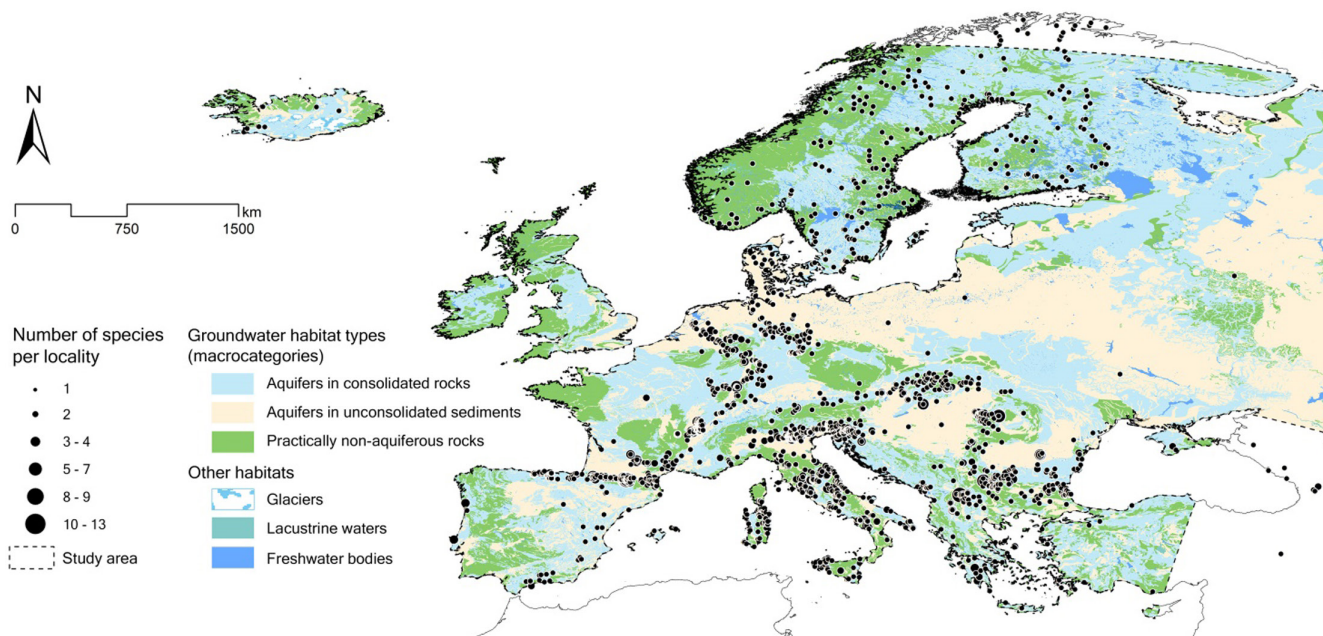 N
km
0
750
1500
Number of species
per locality
1
2
3 - 4
5 - 7
8 - 9
10 - 13
Study area
Groundwater habitat types
(macrocategories)
Aquifers in consolidated rocks
Aquifers in unconsolidated sediments
Practically non-aquiferous rocks
Other habitats
Glaciers
Lacustrine waters
Freshwater bodies